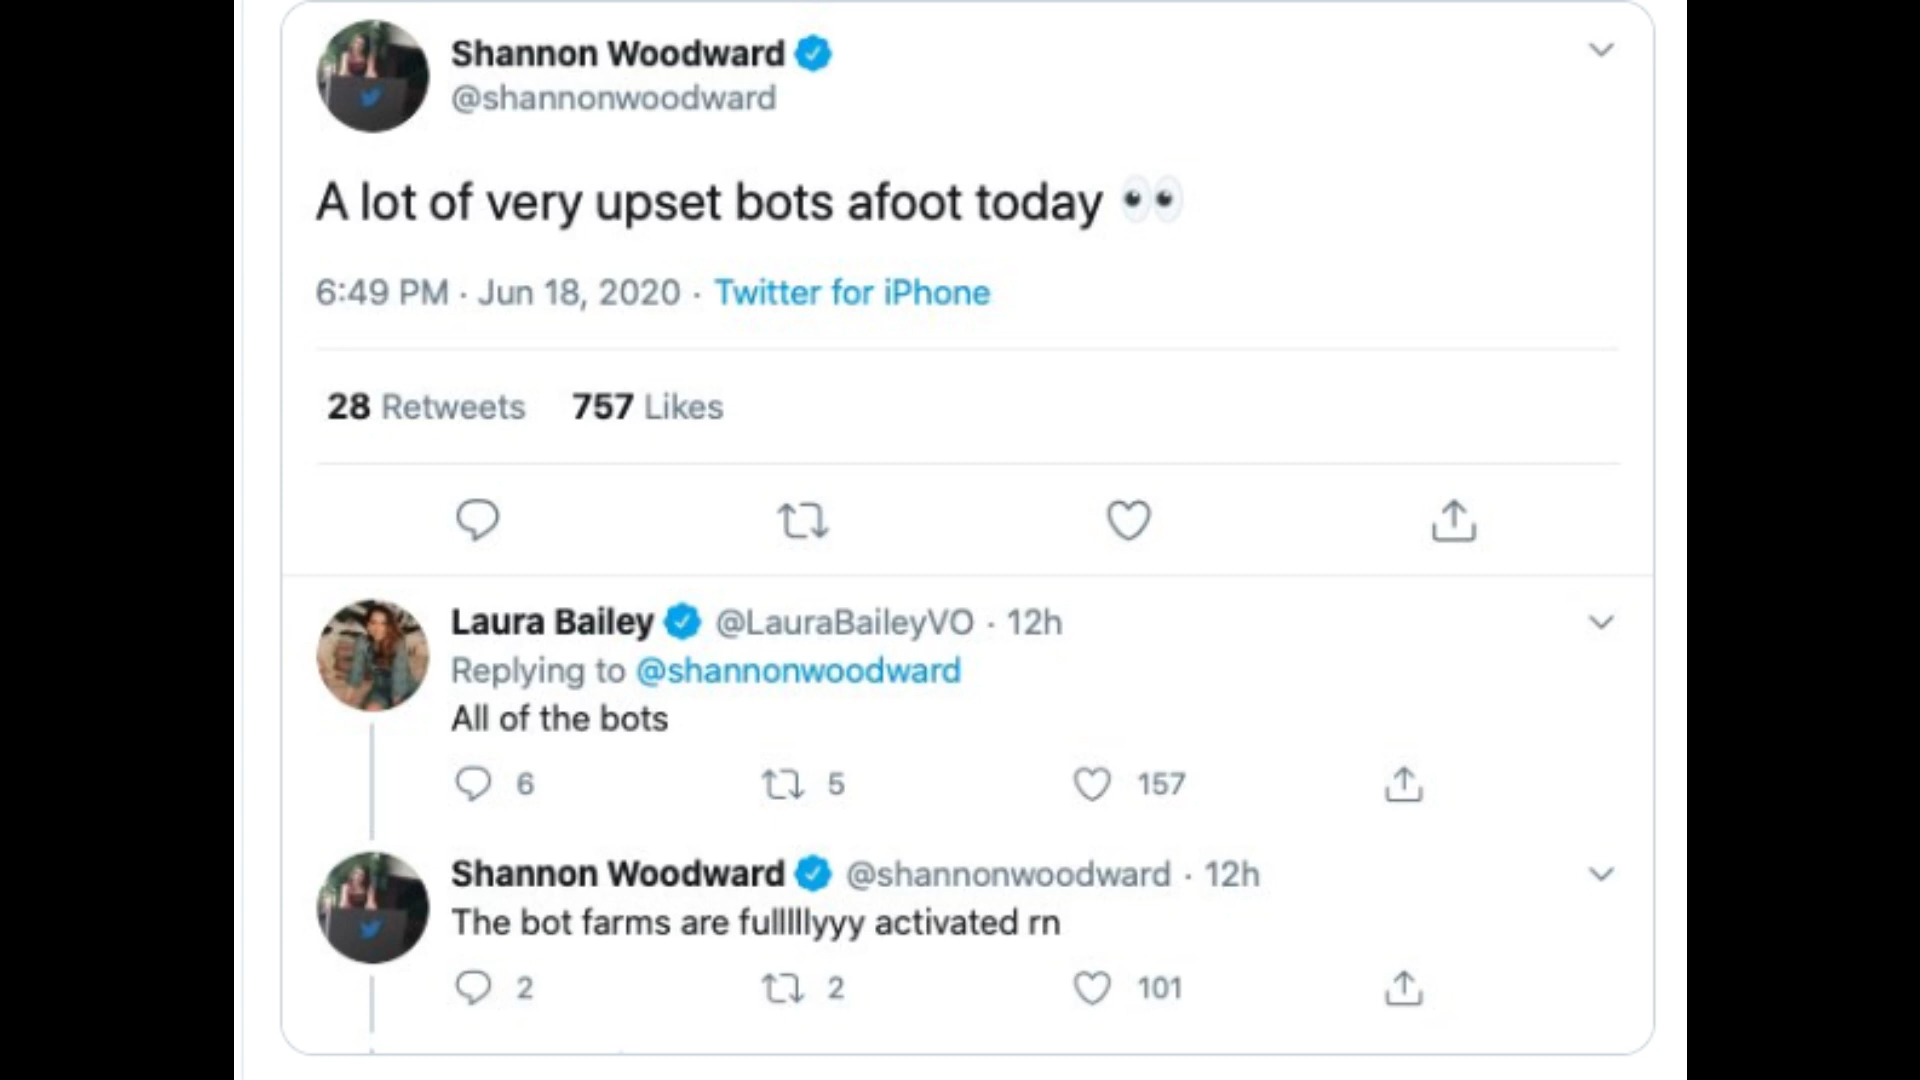 Shannon Woodward
@shannonwoodward
A lot of very upset bots afoot today 👀
6:49 PM · Jun 18, 2020 · Twitter for iPhone
28 Retweets 757 Likes
Laura Bailey @LauraBaileyVO · 12h
Replying to @shannonwoodward
All of the bots
6 5 157
Shannon Woodward @shannonwoodward · 12h
The bot farms are fulllllyyy activated rn
2 2 101